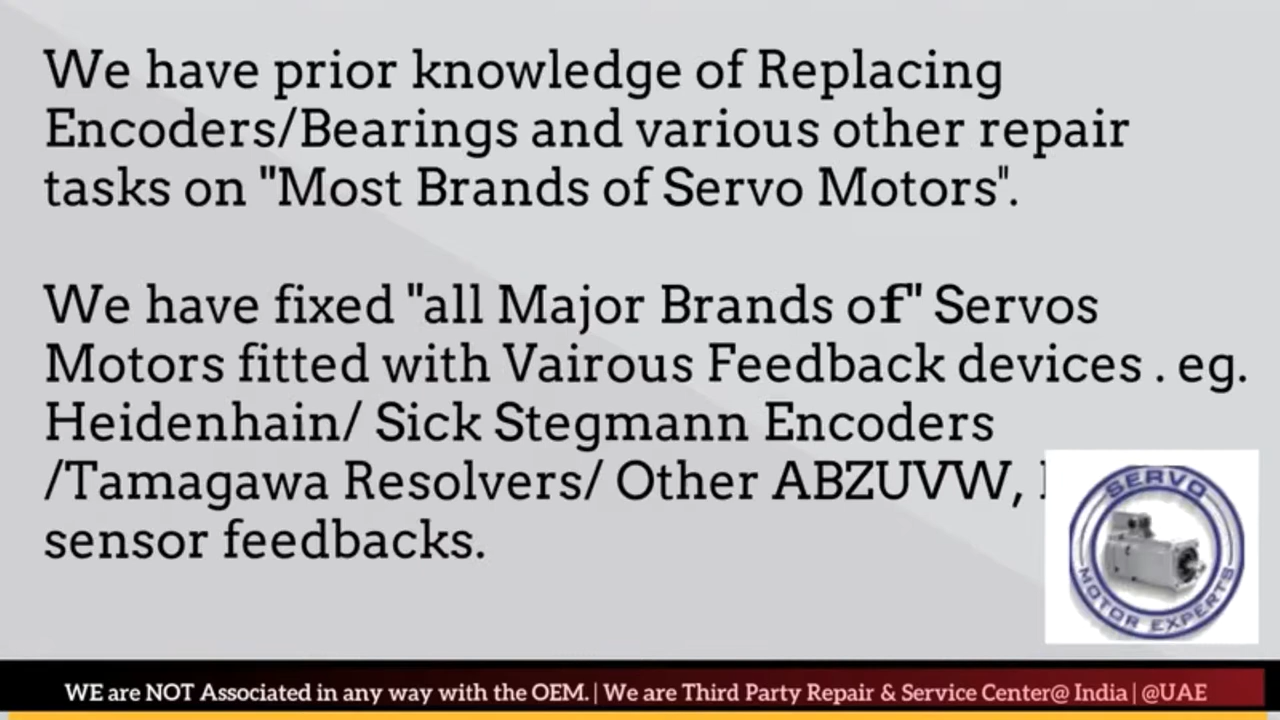 We have prior knowledge of Replacing
Encoders/Bearings and various other repair
tasks on "Most Brands of Servo Motors".
We have fixed "all Major Brands of" Servos
Motors fitted with Vairous Feedback devices . eg.
Heidenhain/ Sick Stegmann Encoders
/Tamagawa Resolvers/ Other ABZUVW,
sensor feedbacks.
SERVO
MOTOR EXPERTS
WE are NOT Associated in any way with the OEM. | We are Third Party Repair & Service Center@ India | @UAE